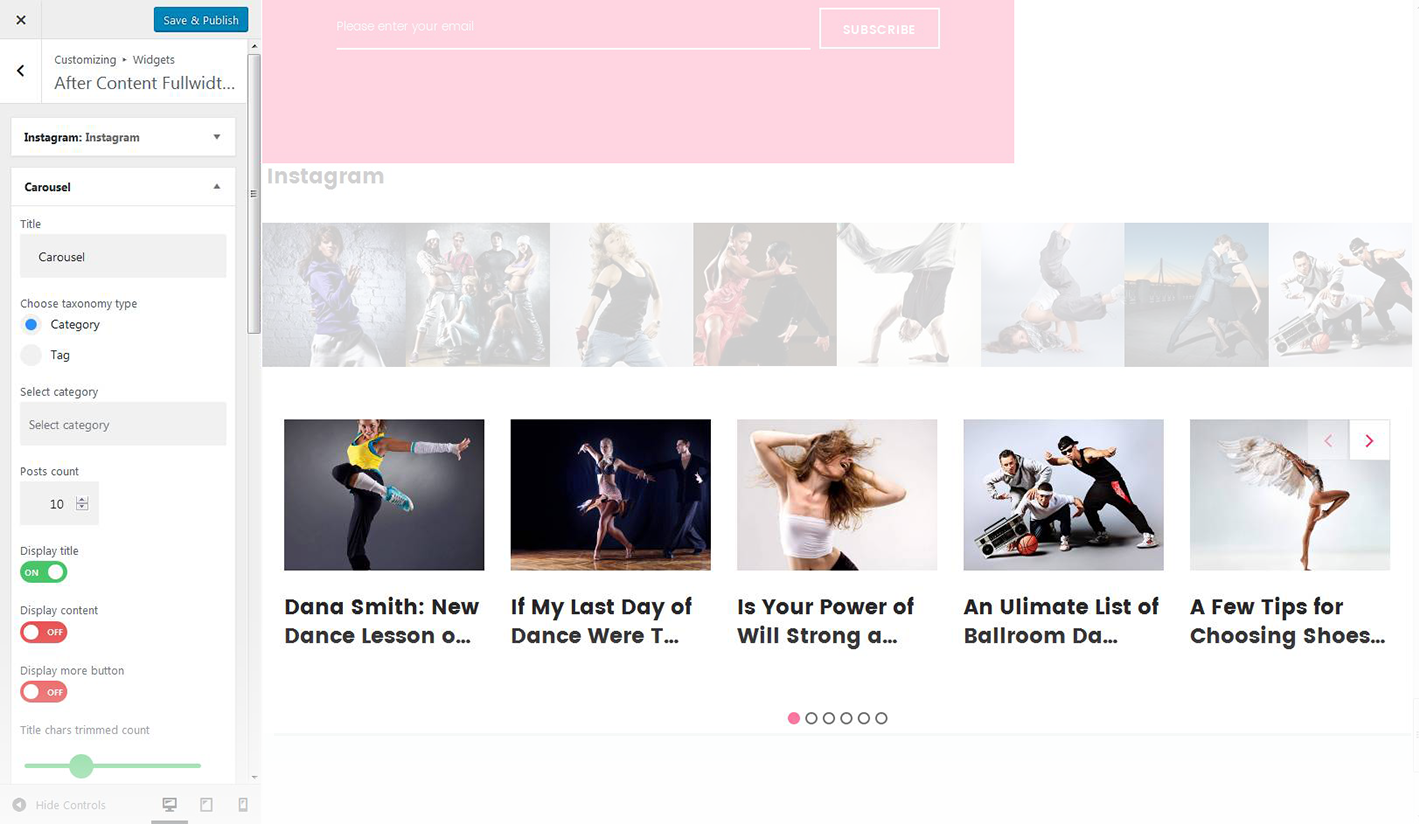 Save & Publish
Customizing ▸ Widgets
After Content Fullwidt...
Instagram: Instagram
Carousel
Title
Carousel
Choose taxonomy type
Category
Tag
Select category
Select category
Posts count
10
Display title
ON
Display content
OFF
Display more button
OFF
Title chars trimmed count
Hide Controls
Please enter your email
SUBSCRIBE
Instagram
Dana Smith: New
Dance Lesson o...
If My Last Day of
Dance Were T...
Is Your Power of
Will Strong a...
An Ulimate List of
Ballroom Da...
A Few Tips for
Choosing Shoes...